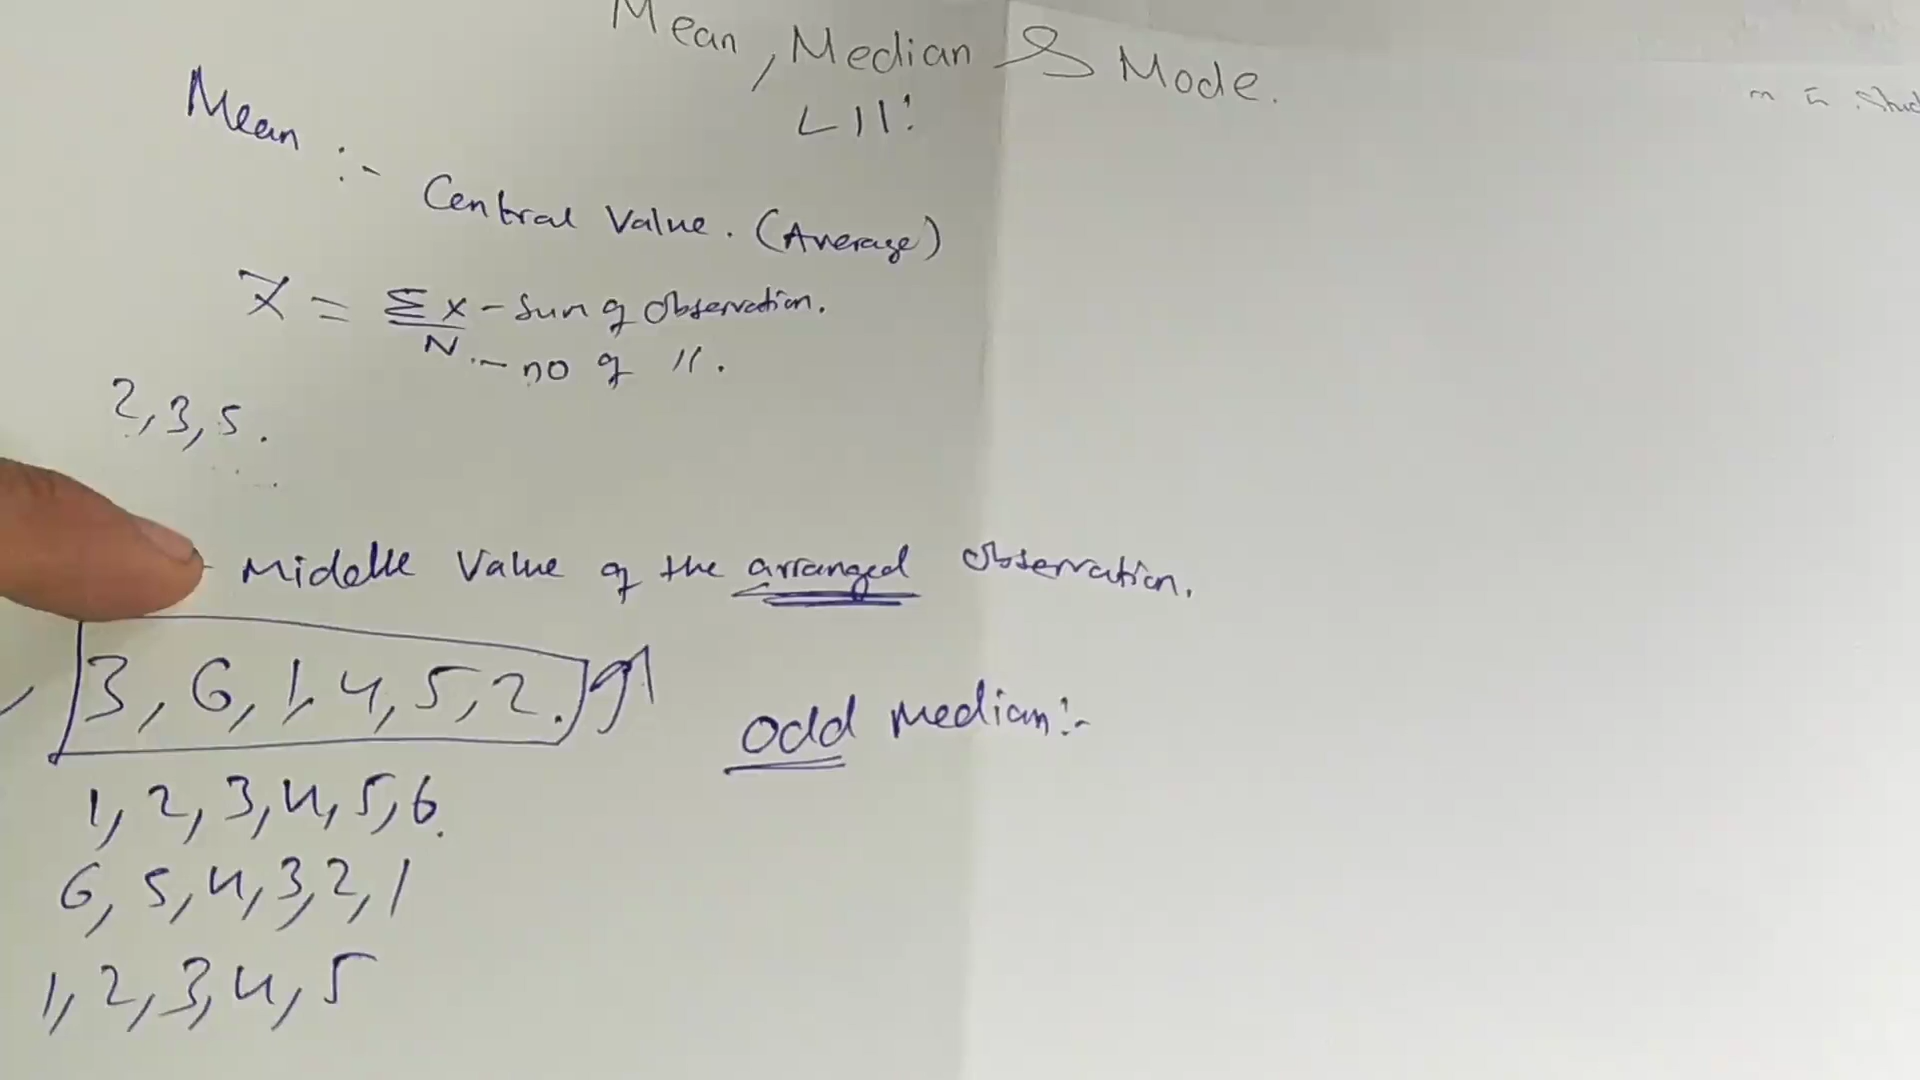 Mean, Median & Mode.
L11:
Mean :- Central Value. (Average)
X̄ = Σx - Sum of Observation.
N - no of 11.
2, 3, 5.
- Middle Value of the arranged Observation.
3, 6, 1, 4, 5, 2.
1, 2, 3, 4, 5, 6.
6, 5, 4, 3, 2, 1
1, 2, 3, 4, 5
Odd Median :-